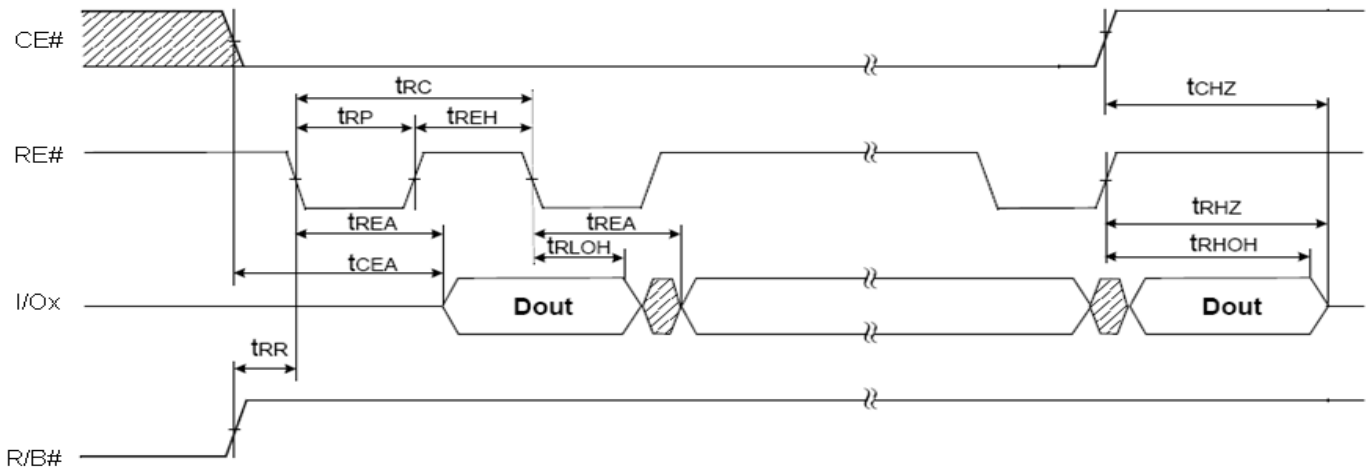 CE#
tRC
tCHZ
tRP
tREH
RE#
tREA
tREA
tRHZ
tRLOH
tRHOH
tCEA
I/Ox
Dout
Dout
tRR
R/B#